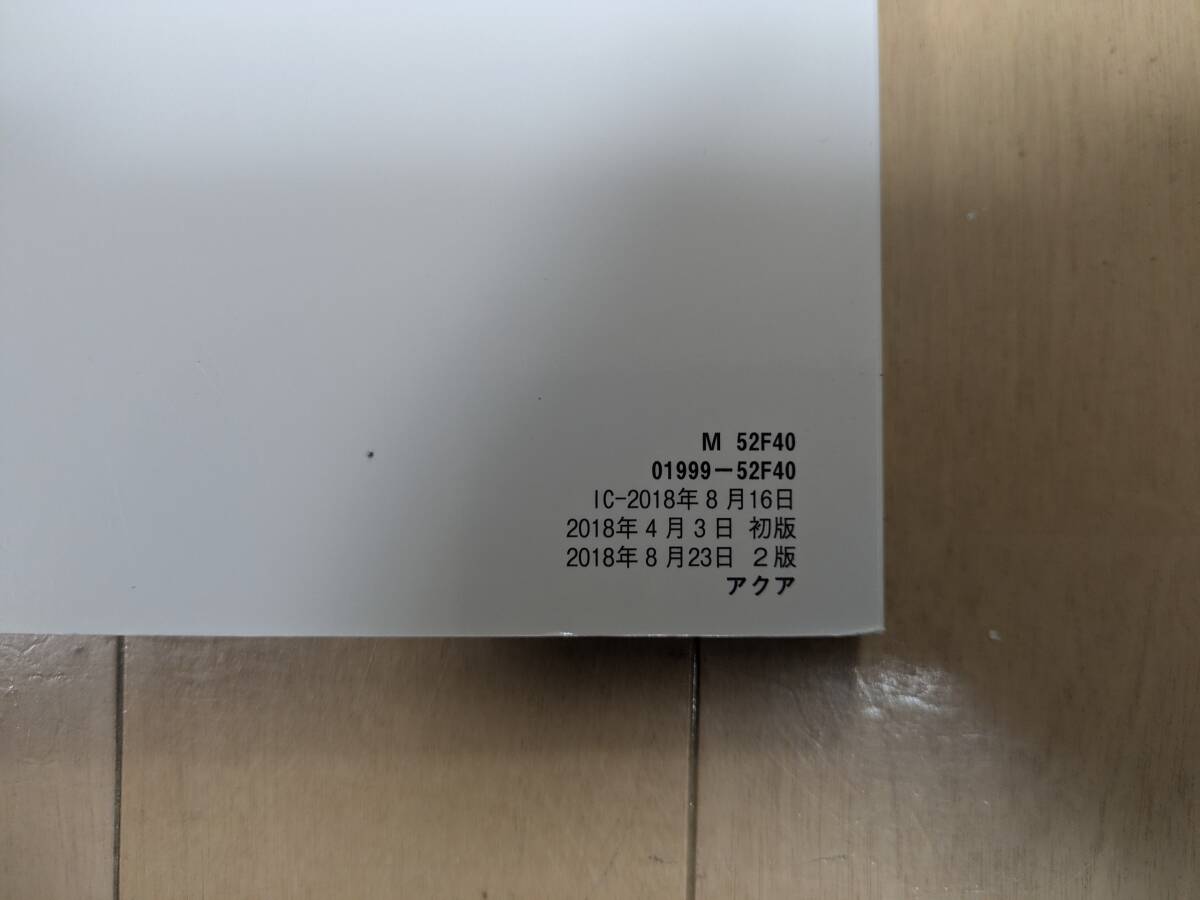 M 52F40
01999-52F40
IC-2018年8月16日
2018年4月3日 初版
2018年8月23日 2版
アクア